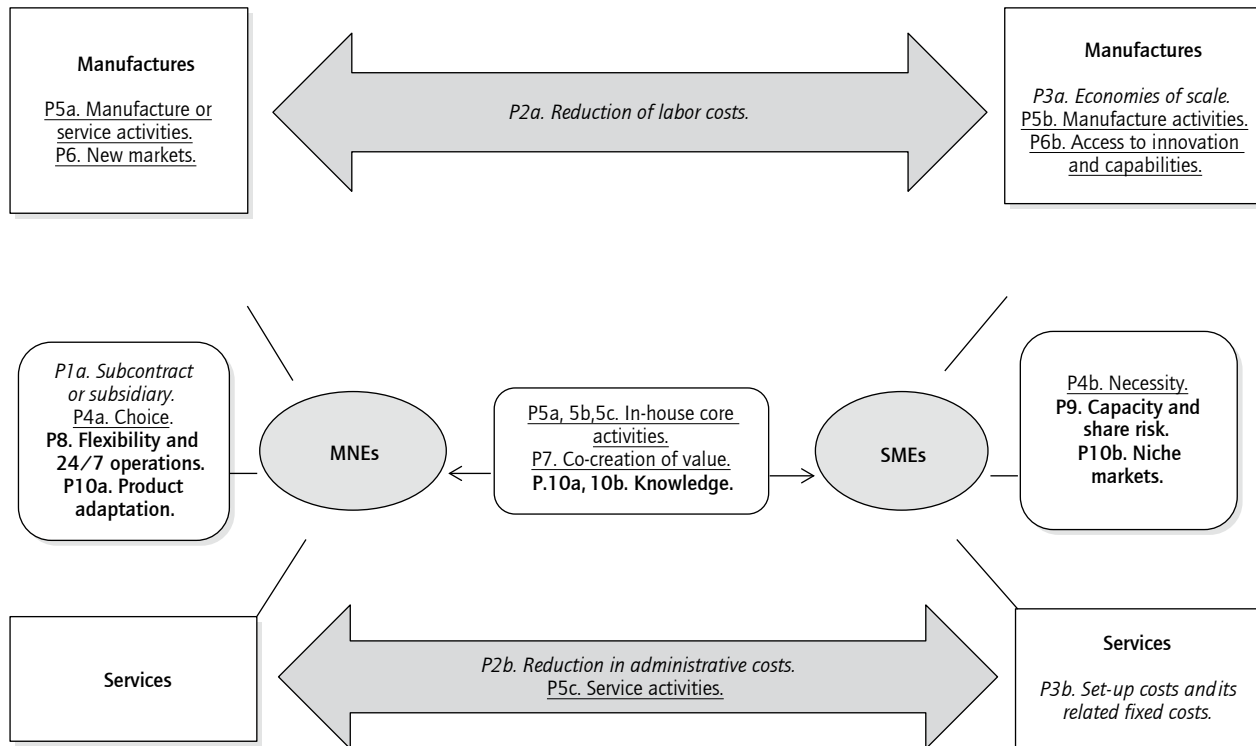 Manufactures
P5a. Manufacture or
service activities.
P6. New markets.
P2a. Reduction of labor costs.
Manufactures
P3a. Economies of scale.
P5b. Manufacture activities.
P6b. Access to innovation
and capabilities.
P1a. Subcontract
or subsidiary.
P4a. Choice.
P8. Flexibility and
24/7 operations.
P10a. Product
adaptation.
MNEs
P5a, 5b,5c. In-house core
activities.
P7. Co-creation of value.
P.10a, 10b. Knowledge.
SMEs
P4b. Necessity.
P9. Capacity and
share risk.
P10b. Niche
markets.
Services
P2b. Reduction in administrative costs.
P5c. Service activities.
Services
P3b. Set-up costs andits
related fixed costs.